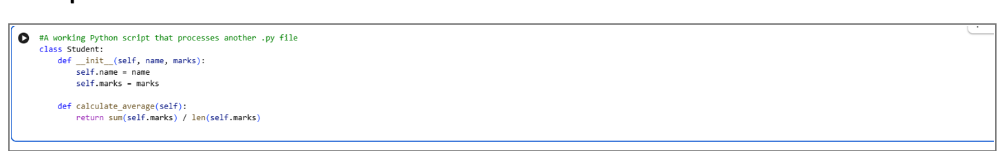 #A working Python script that processes another .py file
class Student:
    def __init__(self, name, marks):
        self.name = name
        self.marks = marks

    def calculate_average(self):
        return sum(self.marks) / len(self.marks)